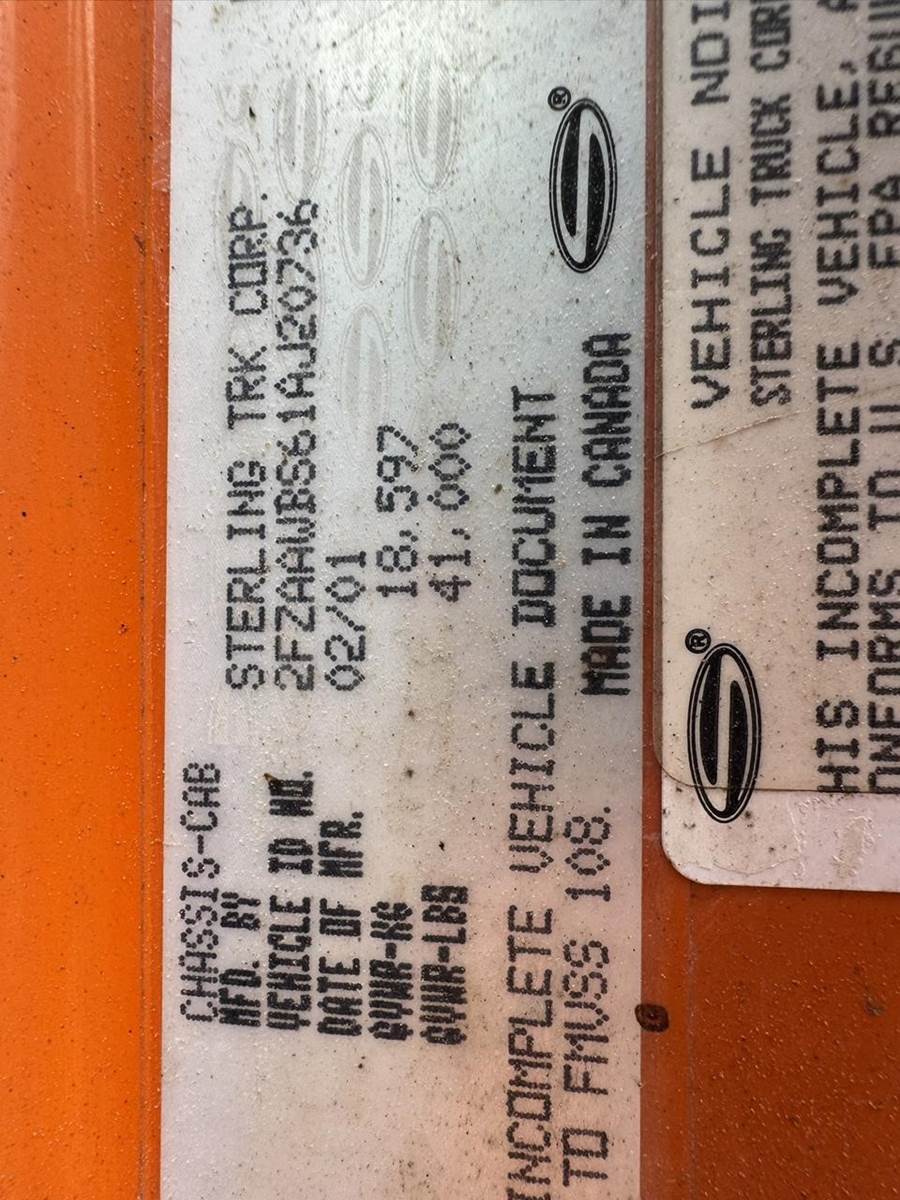 CHASSIS-CAB
MFD. BY STERLING TRK CORP.
VEHICLE ID NO. 2FZAAWBS61AJ20736
DATE OF MFR. 02/01
GVWR-KG 18,597
GVWR-LBS 41,000
INCOMPLETE VEHICLE DOCUMENT
TO FMVSS 108.
MADE IN CANADA
®
VEHICLE NOI
STERLING TRUCK COR
HIS INCOMPLETE VEHICLE,
ONFORMS TO U S EPA REGU
®